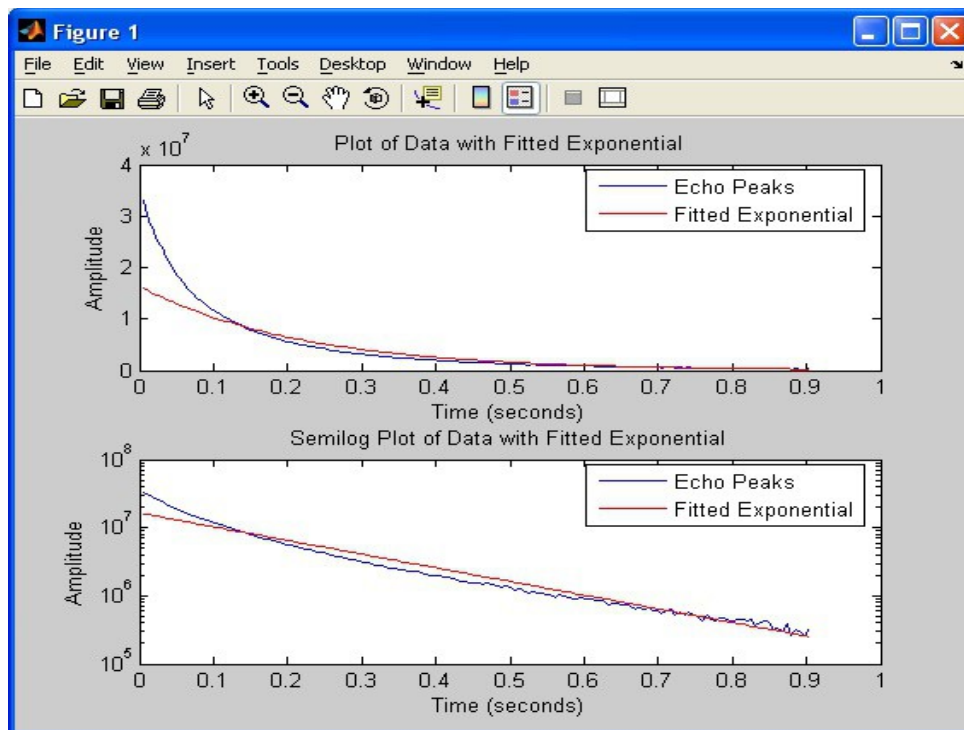 Figure 1
File Edit View Insert Tools Desktop Window Help
Plot of Data with Fitted Exponential
x 10^7
4
3
2
1
0
Amplitude
Echo Peaks
Fitted Exponential
0 0.1 0.2 0.3 0.4 0.5 0.6 0.7 0.8 0.9 1
Time (seconds)
Semilog Plot of Data with Fitted Exponential
10^8
10^7
10^6
10^5
Amplitude
Echo Peaks
Fitted Exponential
0 0.1 0.2 0.3 0.4 0.5 0.6 0.7 0.8 0.9 1
Time (seconds)